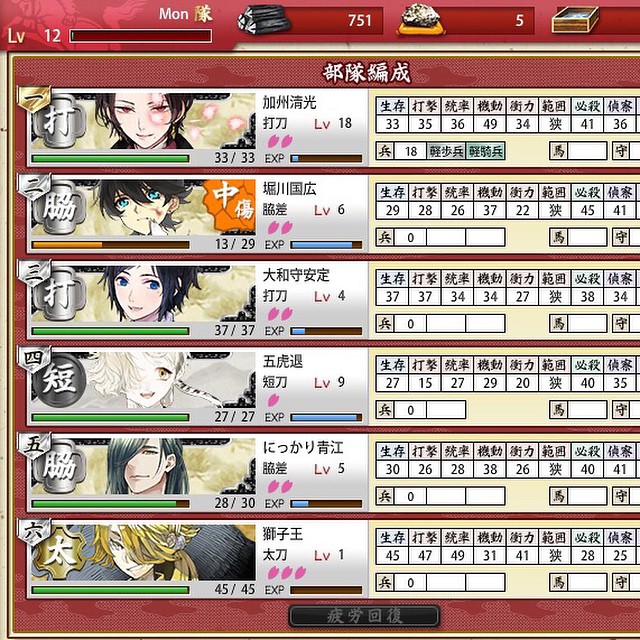 Mon 隊
Lv 12
751
5
部隊編成
一 打
加州清光
打刀 Lv 18
33 / 33 EXP
生存 打撃 統率 機動 衝力 範囲 必殺 偵察
33 35 36 49 34 狭 41 36
兵 18 軽歩兵 軽騎兵 馬 守
二 脇 中傷
堀川国広
脇差 Lv 6
13 / 29 EXP
生存 打撃 統率 機動 衝力 範囲 必殺 偵察
29 28 26 37 22 狭 45 41
兵 0 馬 守
三 打
大和守安定
打刀 Lv 4
37 / 37 EXP
生存 打撃 統率 機動 衝力 範囲 必殺 偵察
37 37 34 34 27 狭 38 34
兵 0 馬 守
四 短
五虎退
短刀 Lv 9
27 / 27 EXP
生存 打撃 統率 機動 衝力 範囲 必殺 偵察
27 15 27 29 20 狭 40 35
兵 0 馬 守
五 脇
にっかり青江
脇差 Lv 5
28 / 30 EXP
生存 打撃 統率 機動 衝力 範囲 必殺 偵察
30 26 28 38 26 狭 40 41
兵 0 馬 守
六 太
獅子王
太刀 Lv 1
45 / 45 EXP
生存 打撃 統率 機動 衝力 範囲 必殺 偵察
45 47 49 31 41 狭 28 25
兵 0 馬 守
疲労回復